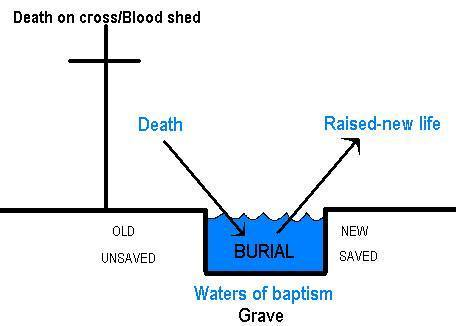 Death on cross/Blood shed
Death
Raised-new life
OLD
UNSAVED
BURIAL
NEW
SAVED
Waters of baptism
Grave